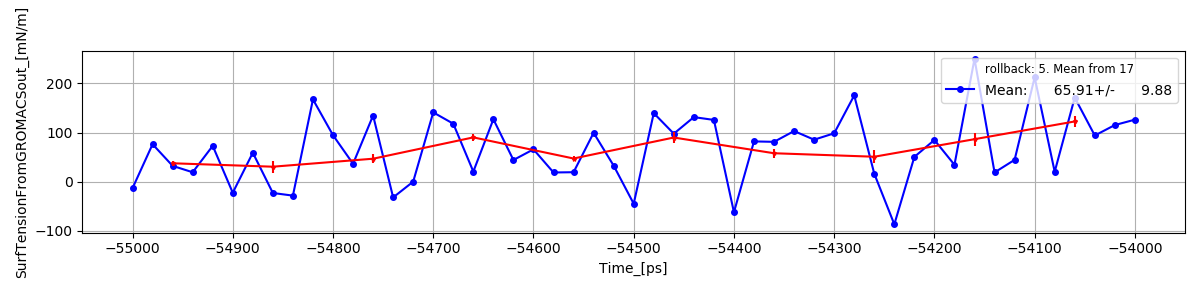 SurfTensionFromGROMACSout_[mN/m]
200
100
0
−100
rollback: 5. Mean from 17
Mean: 65.91+/- 9.88
−55000 −54900 −54800 −54700 −54600 −54500 −54400 −54300 −54200 −54100 −54000
Time_[ps]